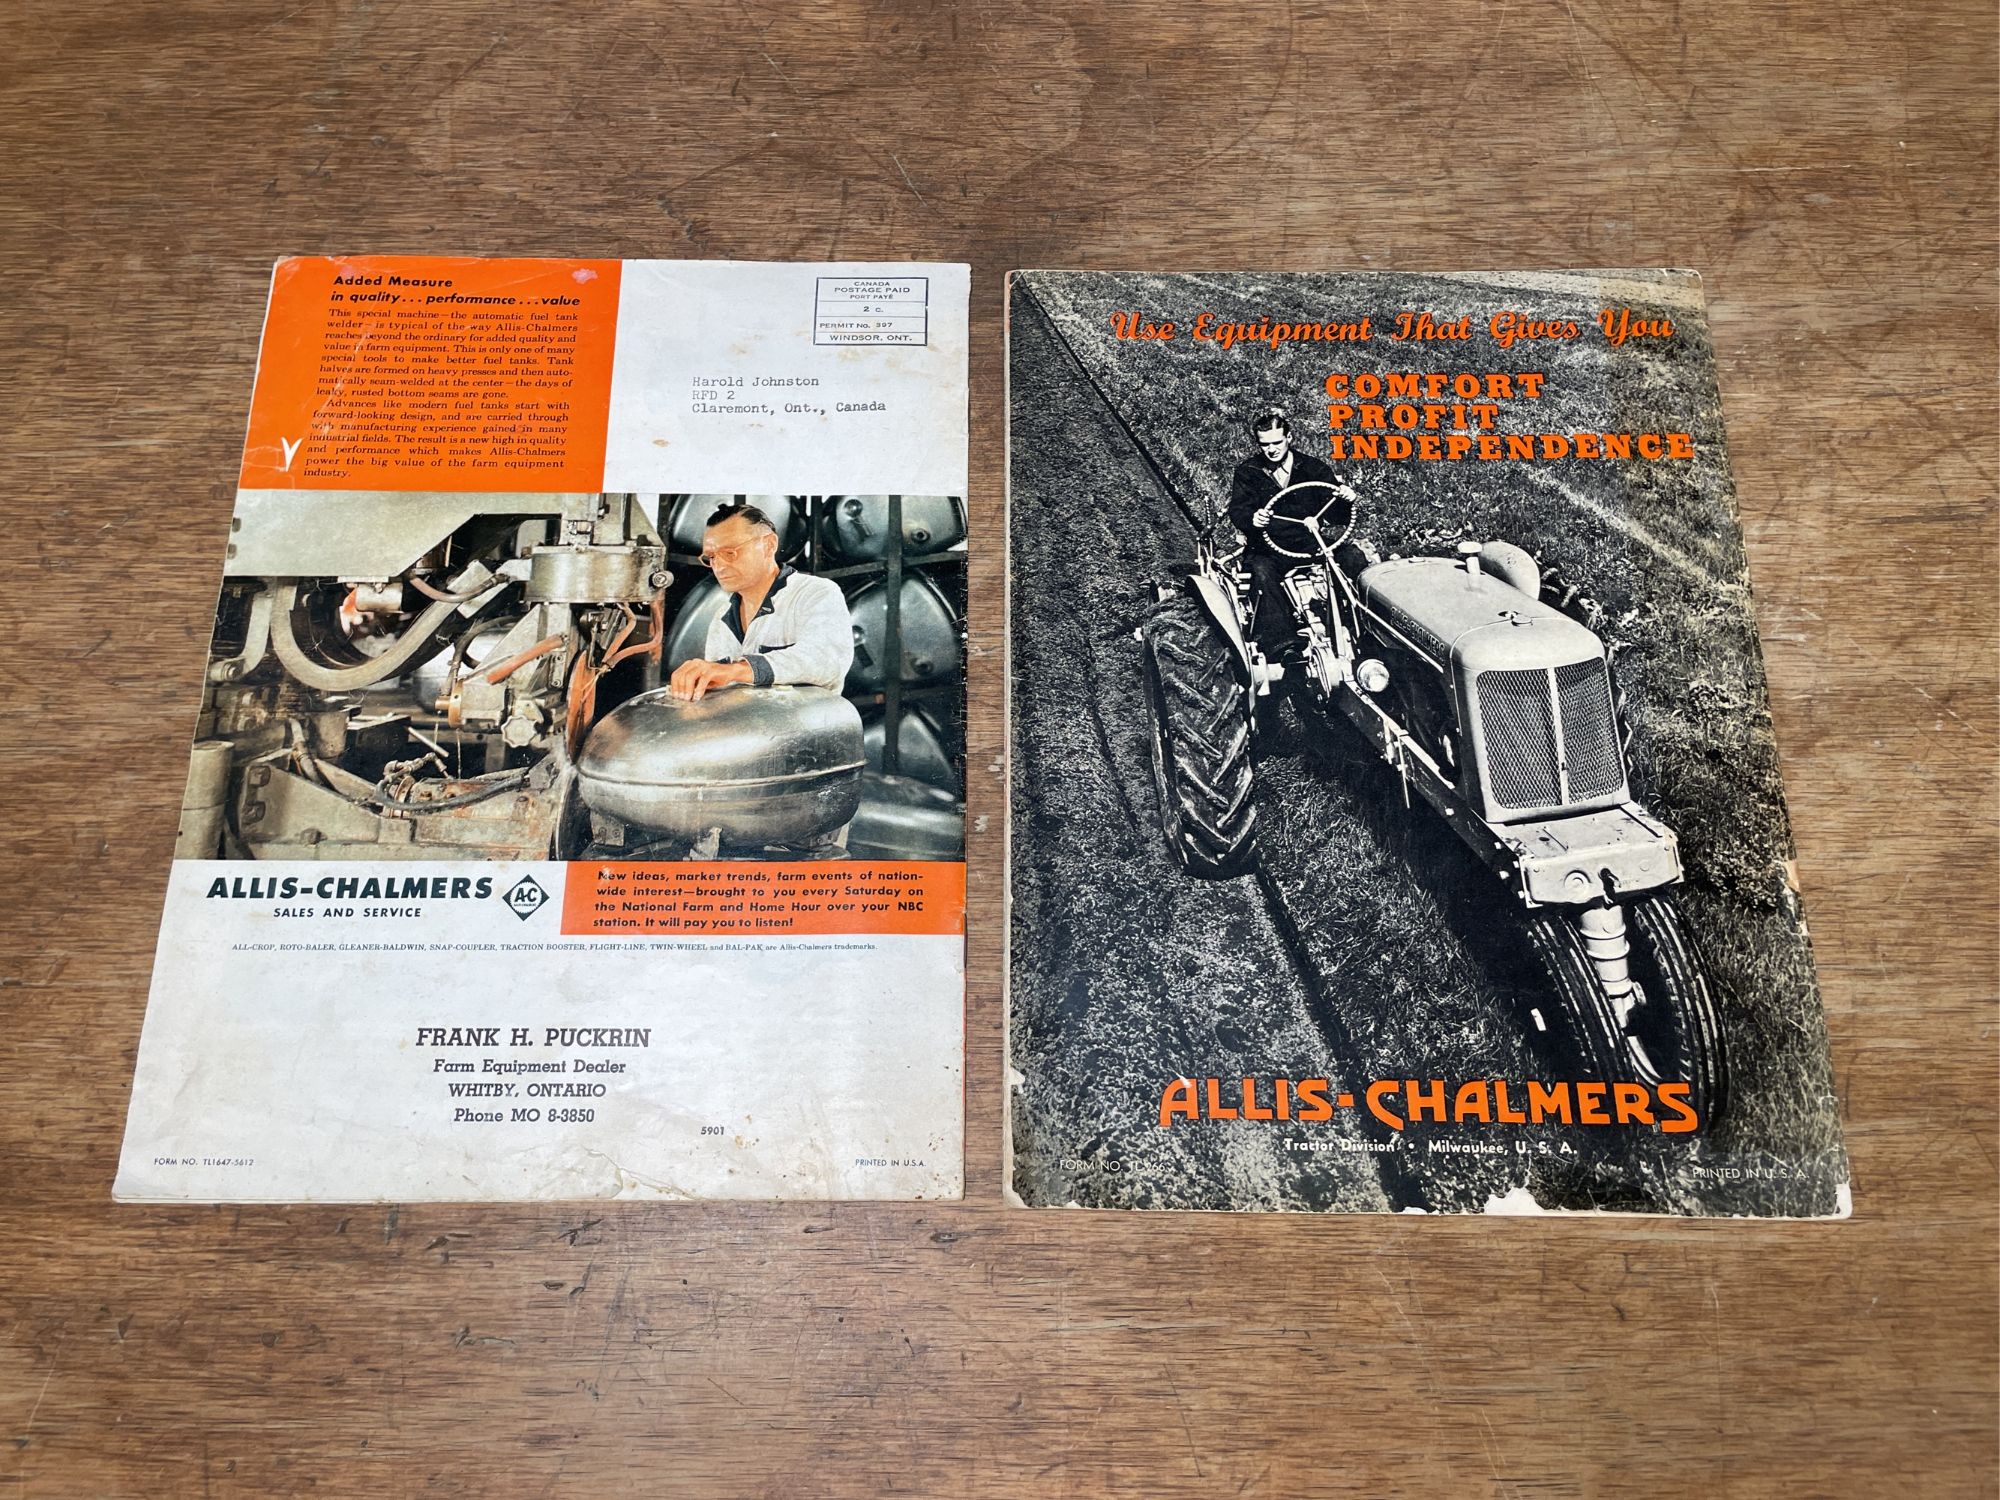 Added Measure
in quality...performance...value
This special machine—the automatic fuel tank
welder—is typical of the way Allis-Chalmers
reaches beyond the ordinary for added quality and
value in farm equipment. This is only one of many
special tools to make better fuel tanks. Tank
halves are formed on heavy presses and then auto-
matically seam-welded at the center—the days of
leaky, rusted bottom seams are gone.
Advances like modern fuel tanks start with
forward-looking design, and are carried through
with manufacturing experience gained in many
industrial fields. The result is a new high in quality
and performance which makes Allis-Chalmers
power the big value of the farm equipment
industry.
CANADA
POSTAGE PAID
PORT PAYÉ
2 C.
PERMIT No. 397
WINDSOR, ONT.
Harold Johnston
RFD 2
Claremont, Ont., Canada
ALLIS-CHALMERS
SALES AND SERVICE
A-C
New ideas, market trends, farm events of nation-
wide interest—brought to you every Saturday on
the National Farm and Home Hour over your NBC
station. It will pay you to listen!
ALL-CROP, ROTO-BALER, GLEANER-BALDWIN, SNAP-COUPLER, TRACTION BOOSTER, FLIGHT-LINE, TWIN-WHEEL and BAL-PAK are Allis-Chalmers trademarks.
FRANK H. PUCKRIN
Farm Equipment Dealer
WHITBY, ONTARIO
Phone MO 8-3850
5901
FORM NO. TL1647-5612
PRINTED IN U.S.A.
Use Equipment That Gives You
COMFORT
PROFIT
INDEPENDENCE
ALLIS-CHALMERS
ALLIS-CHALMERS
Tractor Division • Milwaukee, U. S. A.
FORM NO.
PRINTED IN U. S. A.